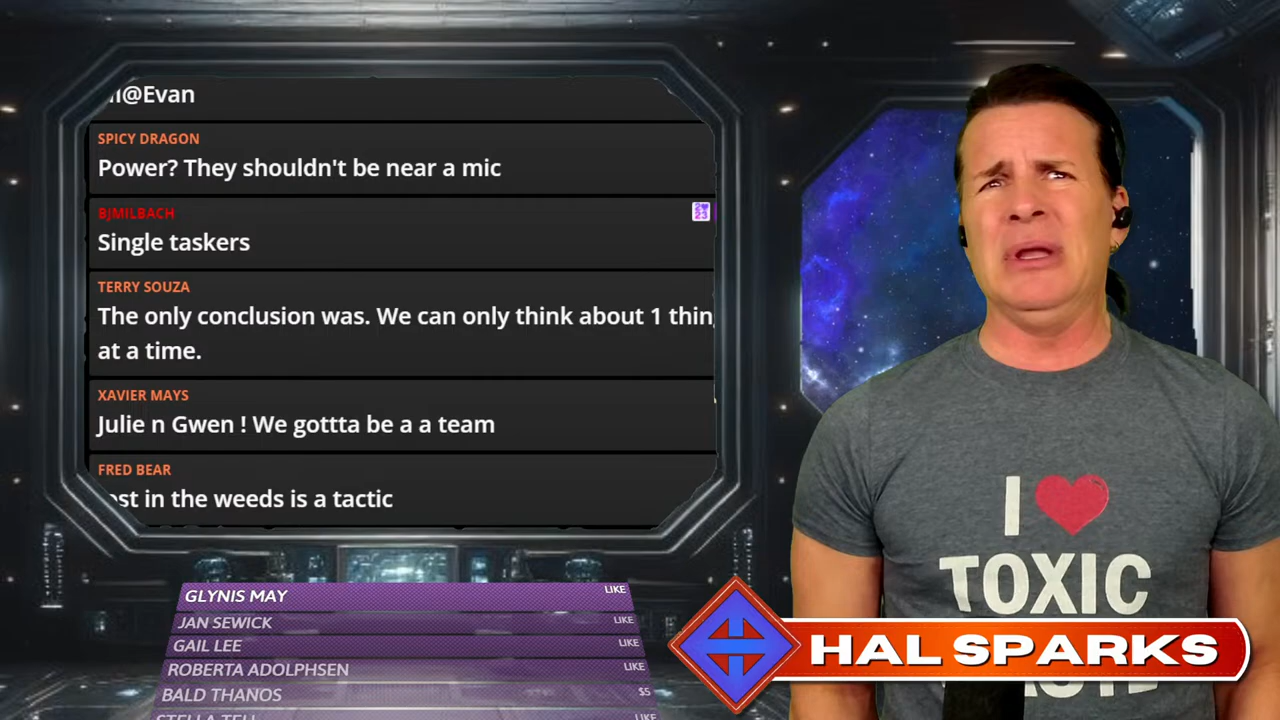 @Evan
SPICY DRAGON
Power? They shouldn't be near a mic
BJMILBACH
Single taskers
TERRY SOUZA
The only conclusion was. We can only think about 1 thin
at a time.
XAVIER MAYS
Julie n Gwen ! We gottta be a a team
FRED BEAR
ost in the weeds is a tactic
GLYNIS MAY LIKE
JAN SEWICK LIKE
GAIL LEE LIKE
ROBERTA ADOLPHSEN LIKE
BALD THANOS $5
LIKE
I
TOXIC
HAL SPARKS